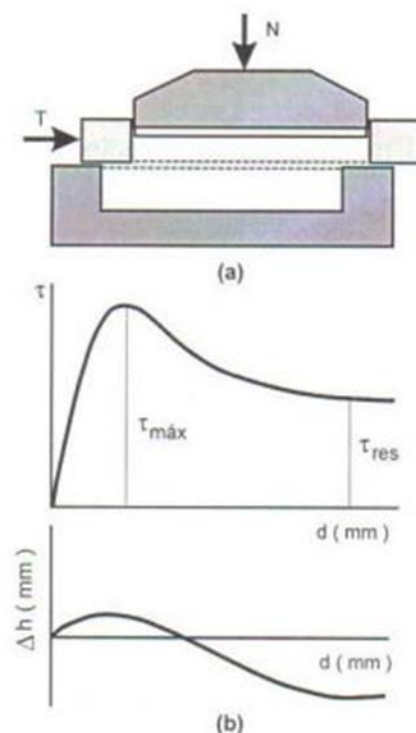 N
T
(a)
τ
τmáx
τres
d ( mm )
Δ h ( mm )
d ( mm )
(b)